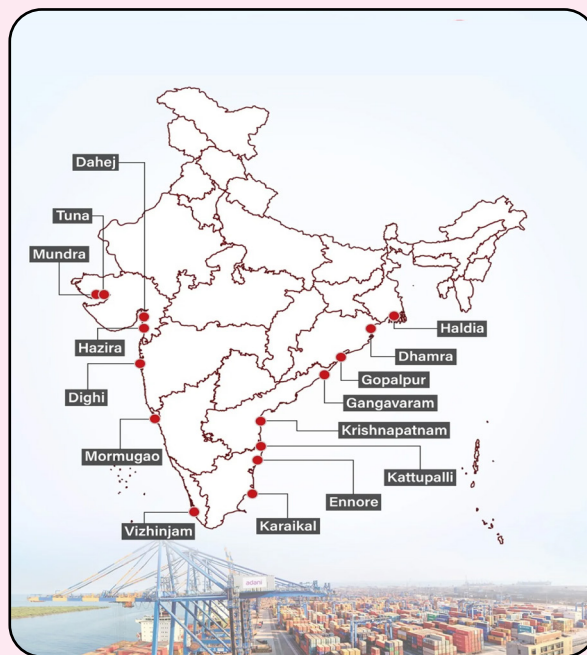 Dahej
Tuna
Mundra
Hazira
Dighi
Mormugao
Vizhinjam
Haldia
Dhamra
Gopalpur
Gangavaram
Krishnapatnam
Kattupalli
Ennore
Karaikal
adani